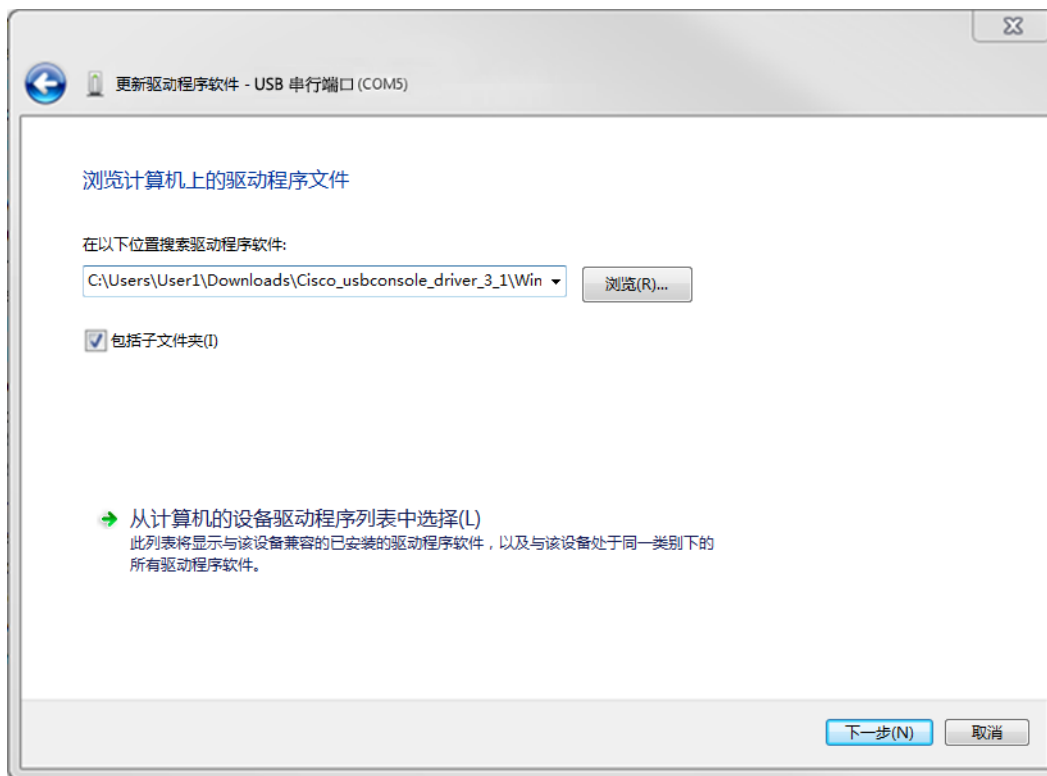 更新驱动程序软件 - USB 串行端口 (COM5)
浏览计算机上的驱动程序文件
在以下位置搜索驱动程序软件:
C:\Users\User1\Downloads\Cisco_usbconsole_driver_3_1\Win
浏览(R)...
包括子文件夹(I)
从计算机的设备驱动程序列表中选择(L)
此列表将显示与该设备兼容的已安装的驱动程序软件，以及与该设备处于同一类别下的
所有驱动程序软件。
下一步(N)
取消